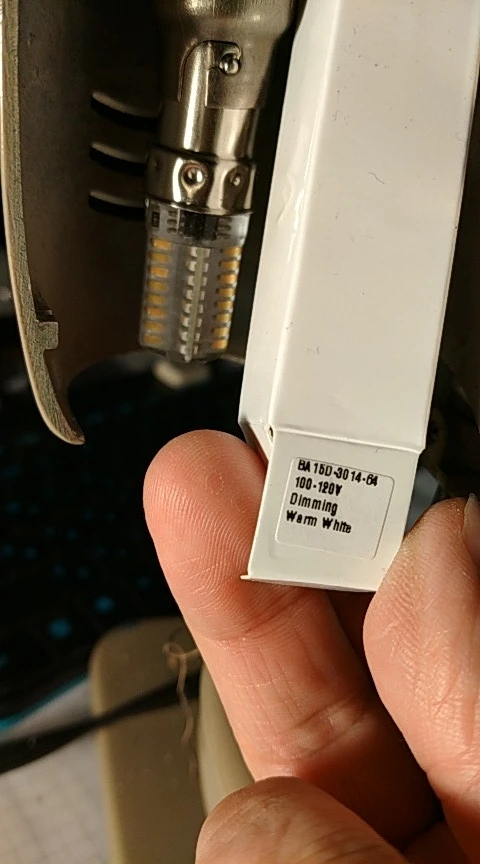 BA15D-3014-64
100-120V
Dimming
Warm White